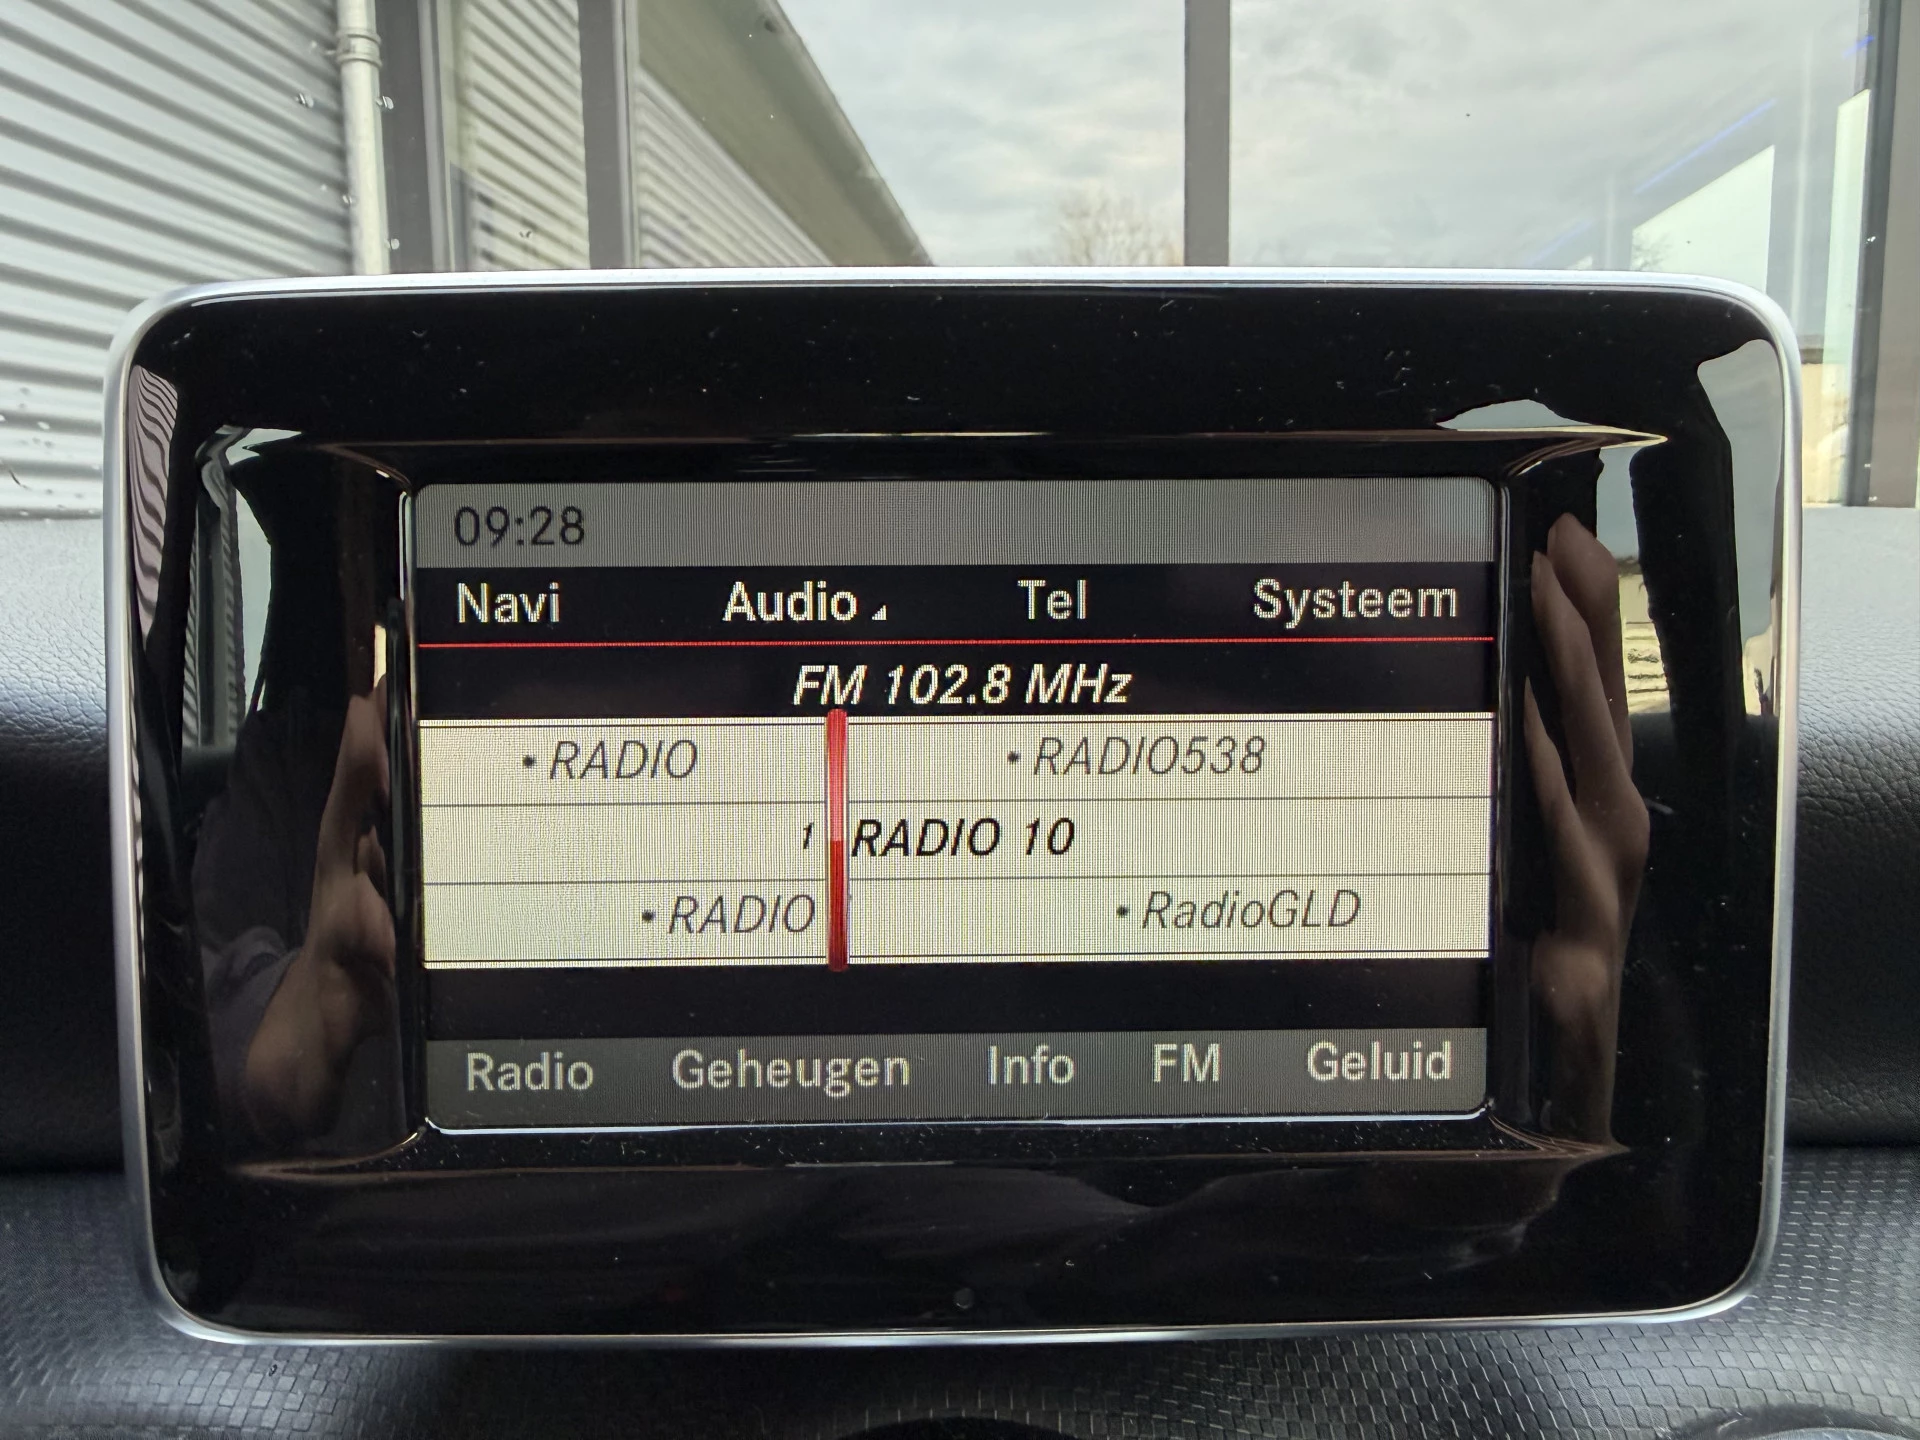 09:28
Navi Audio Tel Systeem
FM 102.8 MHz
• RADIO • RADIO538
1 RADIO 10
• RADIO • RadioGLD
Radio Geheugen Info FM Geluid